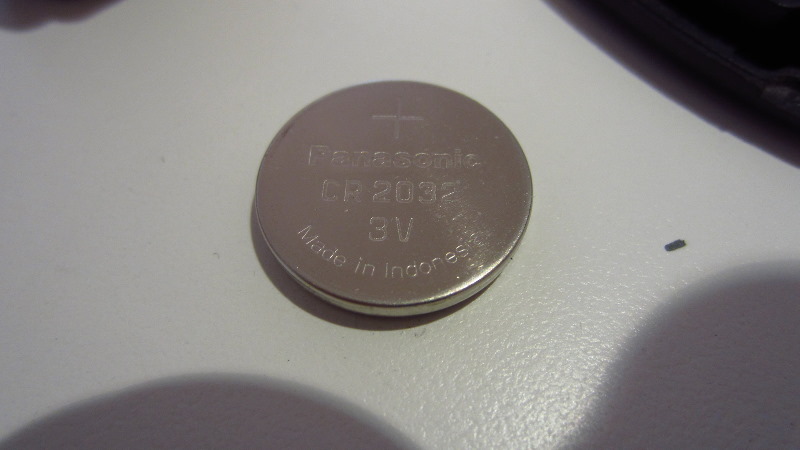 +
Panasonic
CR2032
3V
Made in Indonesia